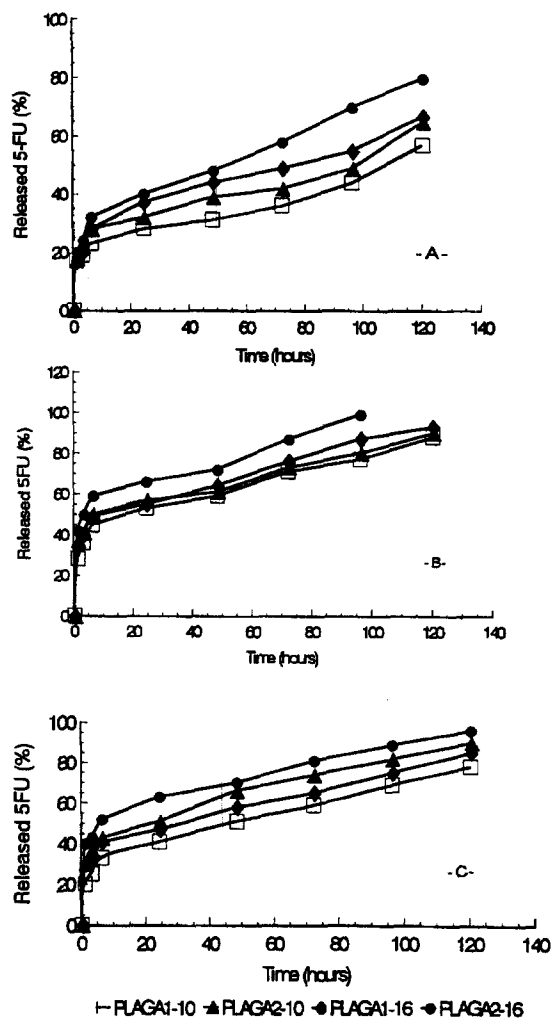 100
80
60
40
20
0
Released 5-FU (%)
-A-
0 20 40 60 80 100 120 140
Time (hours)
120
100
80
60
40
20
0
Released 5FU (%)
-B-
0 20 40 60 80 100 120 140
Time (hours)
100
80
60
40
20
0
Released 5FU (%)
-C-
0 20 40 60 80 100 120 140
Time (hours)
PLAGA1-10 PLAGA2-10 PLAGA1-16 PLAGA2-16